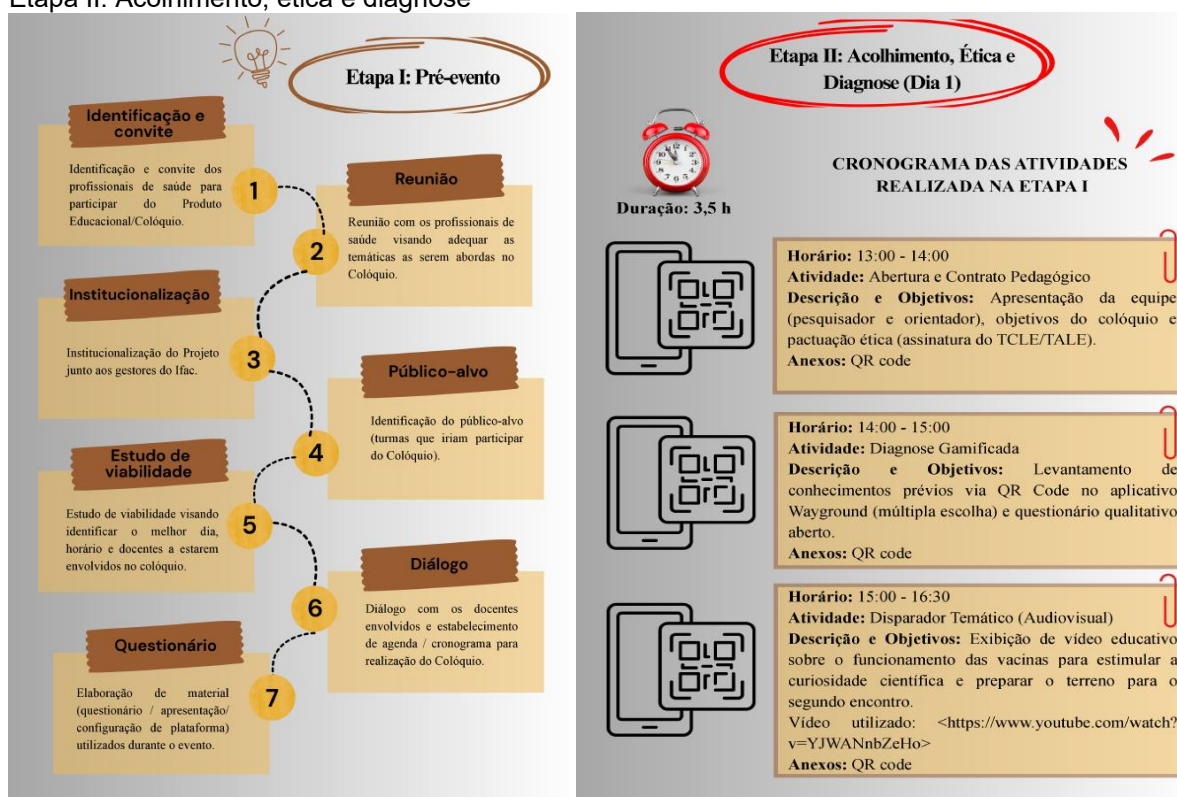 Etapa II: Acolhimento, ética e diagnose
Etapa I: Pré-evento
Identificação e
convite
Identificação e convite dos
profissionais de saúde para
participar do Produto
Educacional/Colóquio.
1
Reunião
Reunião com os profissionais de
saúde visando adequar as
temáticas as serem abordas no
Colóquio.
2
Institucionalização
Institucionalização do Projeto
junto aos gestores do Ifac.
3
Público-alvo
Identificação do público-alvo
(turmas que iriam participar
do Colóquio).
4
Estudo de
viabilidade
Estudo de viabilidade visando
identificar o melhor dia,
horário e docentes a estarem
envolvidos no colóquio.
5
Diálogo
Diálogo com os docentes
envolvidos e estabelecimento
de agenda / cronograma para
realização do Colóquio.
6
Questionário
Elaboração de material
(questionário / apresentação/
configuração de plataforma)
utilizados durante o evento.
7
Etapa II: Acolhimento, Ética e
Diagnose (Dia 1)
Duração: 3,5 h
CRONOGRAMA DAS ATIVIDADES
REALIZADA NA ETAPA I
Horário: 13:00 - 14:00
Atividade: Abertura e Contrato Pedagógico
Descrição e Objetivos: Apresentação da equipe
(pesquisador e orientador), objetivos do colóquio e
pactuação ética (assinatura do TCLE/TALE).
Anexos: QR code
Horário: 14:00 - 15:00
Atividade: Diagnose Gamificada
Descrição e Objetivos: Levantamento de
conhecimentos prévios via QR Code no aplicativo
Wayground (múltipla escolha) e questionário qualitativo
aberto.
Anexos: QR code
Horário: 15:00 - 16:30
Atividade: Disparador Temático (Audiovisual)
Descrição e Objetivos: Exibição de vídeo educativo
sobre o funcionamento das vacinas para estimular a
curiosidade científica e preparar o terreno para o
segundo encontro.
Vídeo utilizado: <https://www.youtube.com/watch?
v=YJWANnbZeHo>
Anexos: QR code